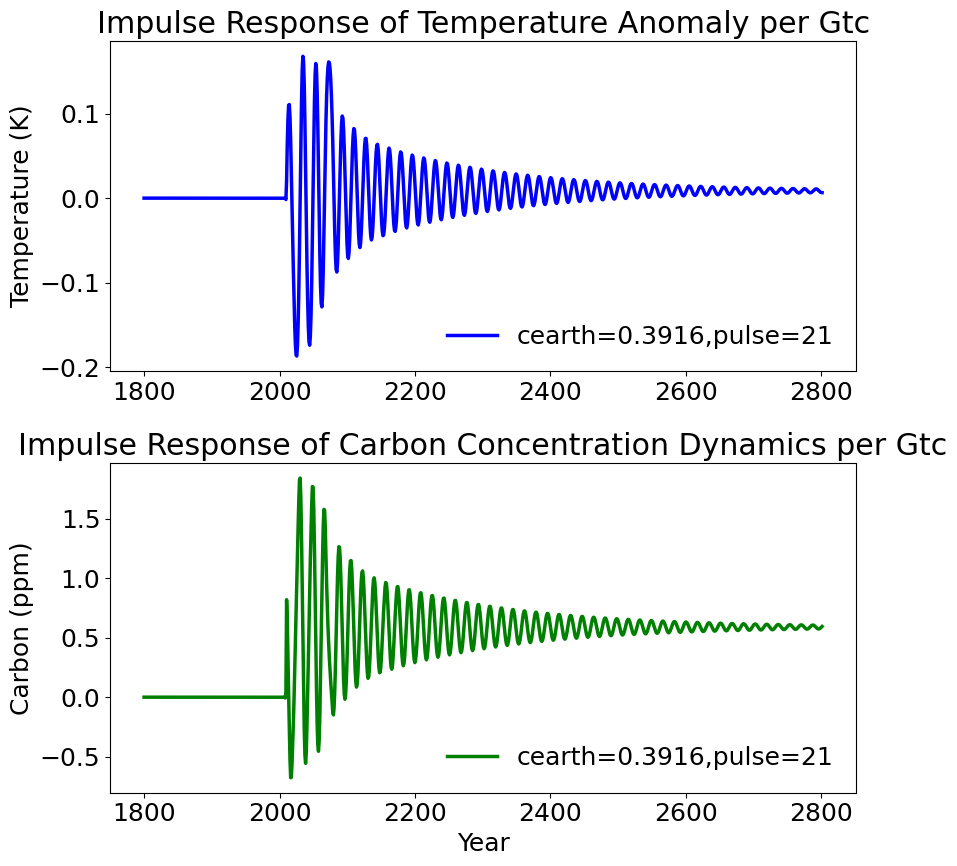 Impulse Response of Temperature Anomaly per Gtc
Temperature (K)
0.1
0.0
−0.1
−0.2
cearth=0.3916,pulse=21
1800 2000 2200 2400 2600 2800
Impulse Response of Carbon Concentration Dynamics per Gtc
Carbon (ppm)
1.5
1.0
0.5
0.0
−0.5
cearth=0.3916,pulse=21
1800 2000 2200 2400 2600 2800
Year